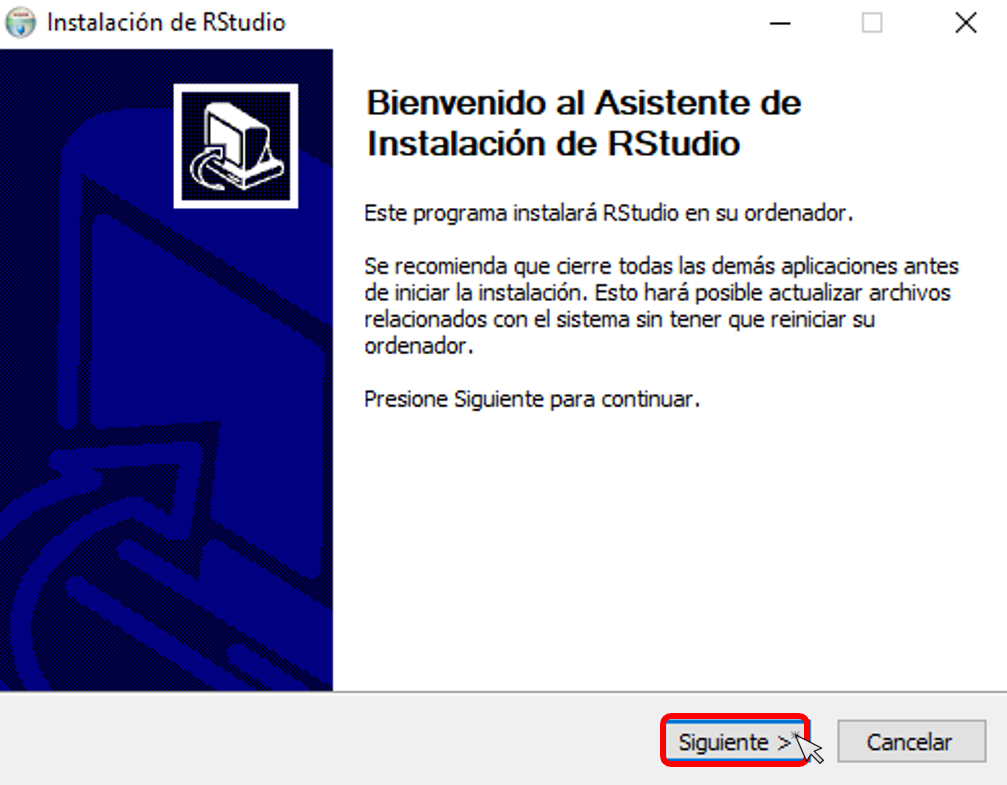 Instalación de RStudio
Bienvenido al Asistente de
Instalación de RStudio
Este programa instalará RStudio en su ordenador.
Se recomienda que cierre todas las demás aplicaciones antes
de iniciar la instalación. Esto hará posible actualizar archivos
relacionados con el sistema sin tener que reiniciar su
ordenador.
Presione Siguiente para continuar.
Siguiente >
Cancelar